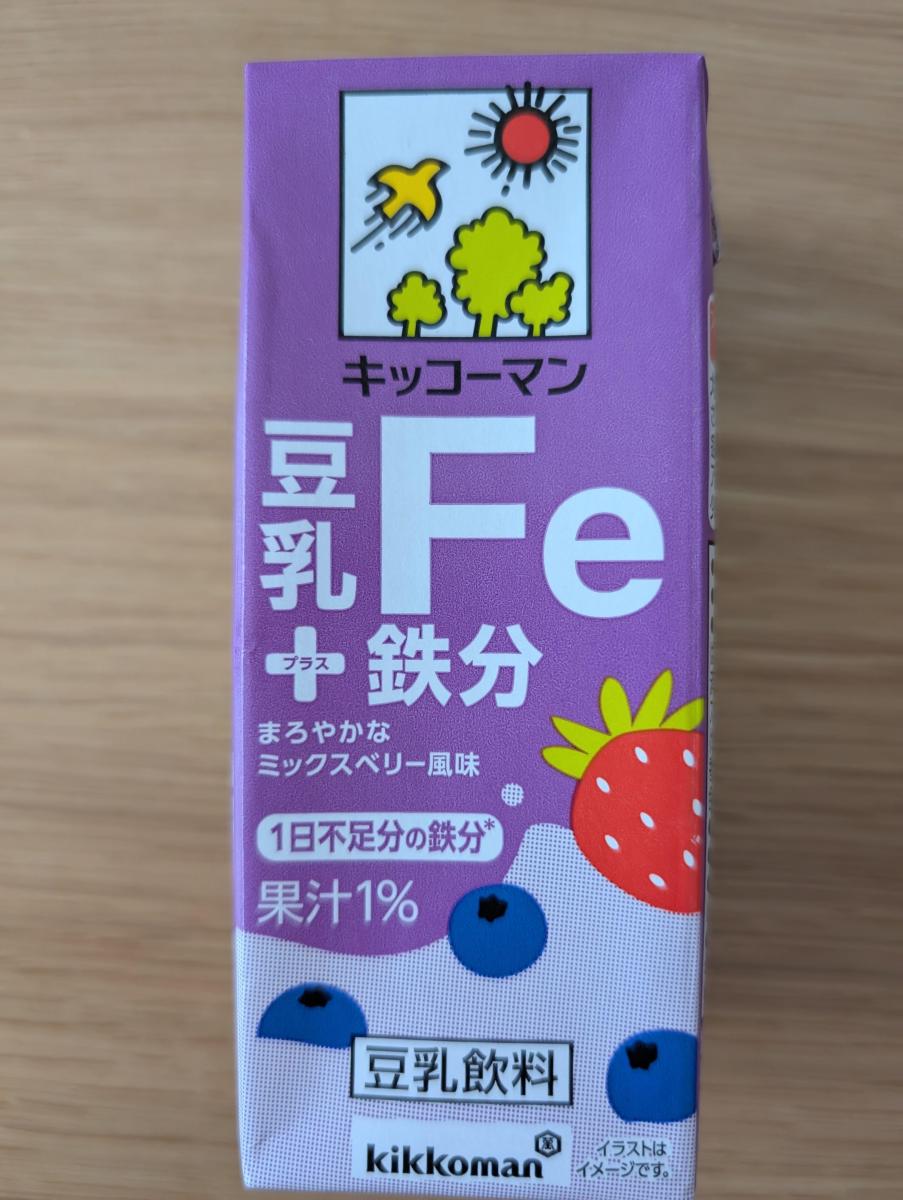 キッコーマン
豆乳
Fe
プラス
鉄分
まろやかな
ミックスベリー風味
1日不足分の鉄分*
果汁1%
豆乳飲料
kikkoman
萬
イラストは
イメージです。